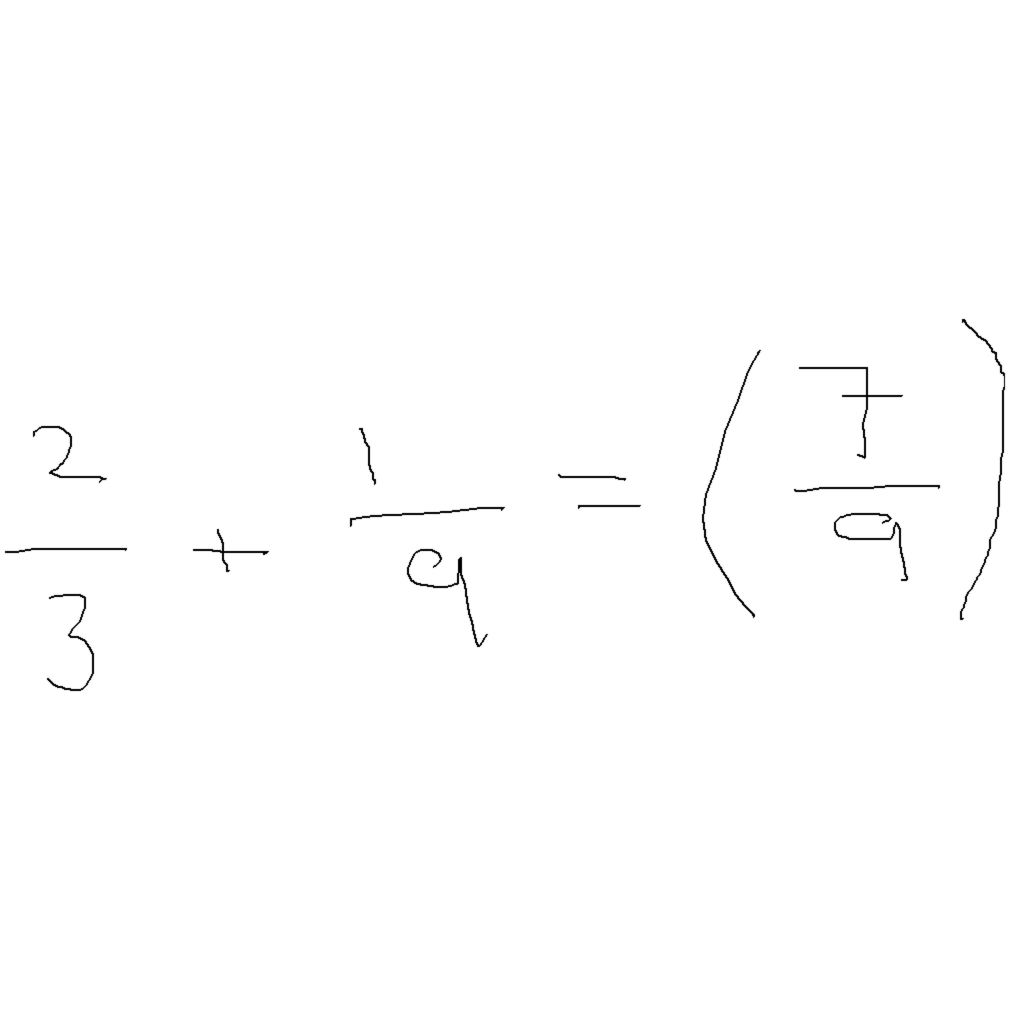 2/3 + 1/9 = (7/9)